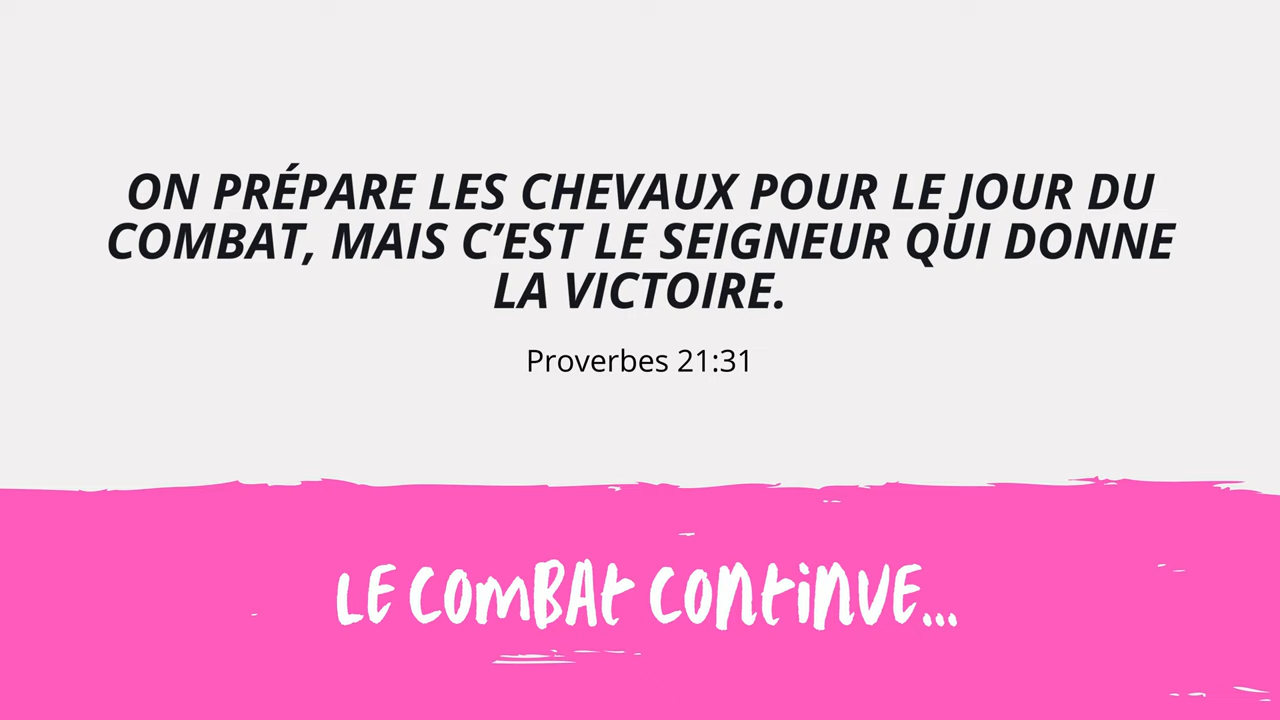 ON PRÉPARE LES CHEVAUX POUR LE JOUR DU
COMBAT, MAIS C’EST LE SEIGNEUR QUI DONNE
LA VICTOIRE.
Proverbes 21:31
LE COMBAT CONTINUE...